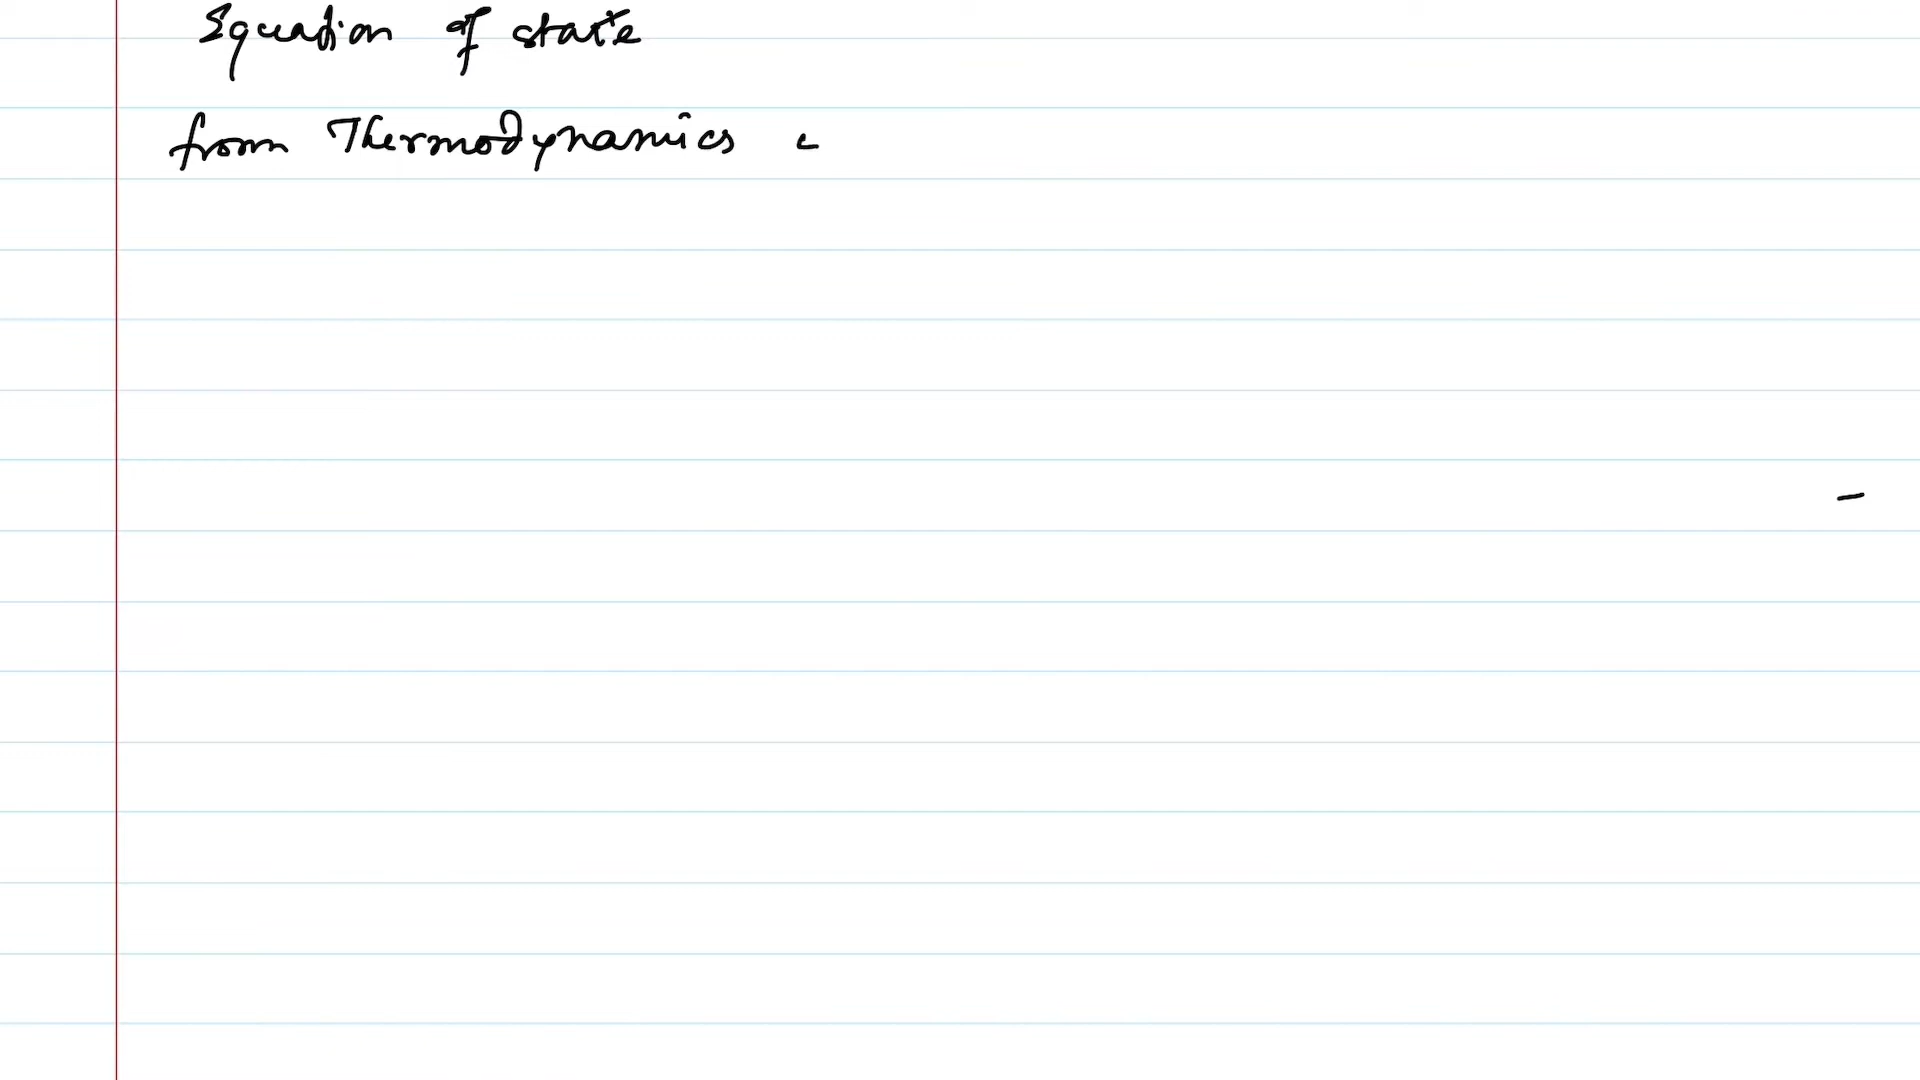 Equation of state
from Thermodynamics c
-